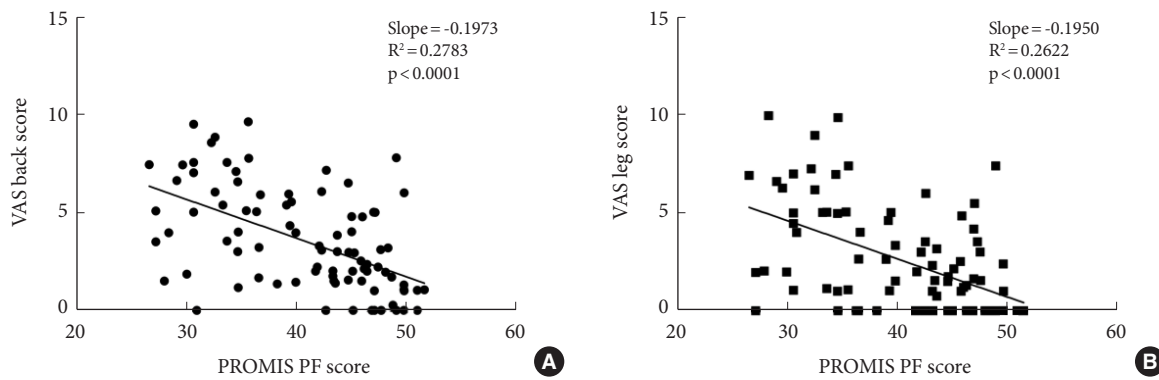 15
10
5
0
20
30
40
50
60
VAS back score
PROMIS PF score
Slope = -0.1973
R² = 0.2783
p < 0.0001
A
15
10
5
0
20
30
40
50
60
VAS leg score
PROMIS PF score
Slope = -0.1950
R² = 0.2622
p < 0.0001
B